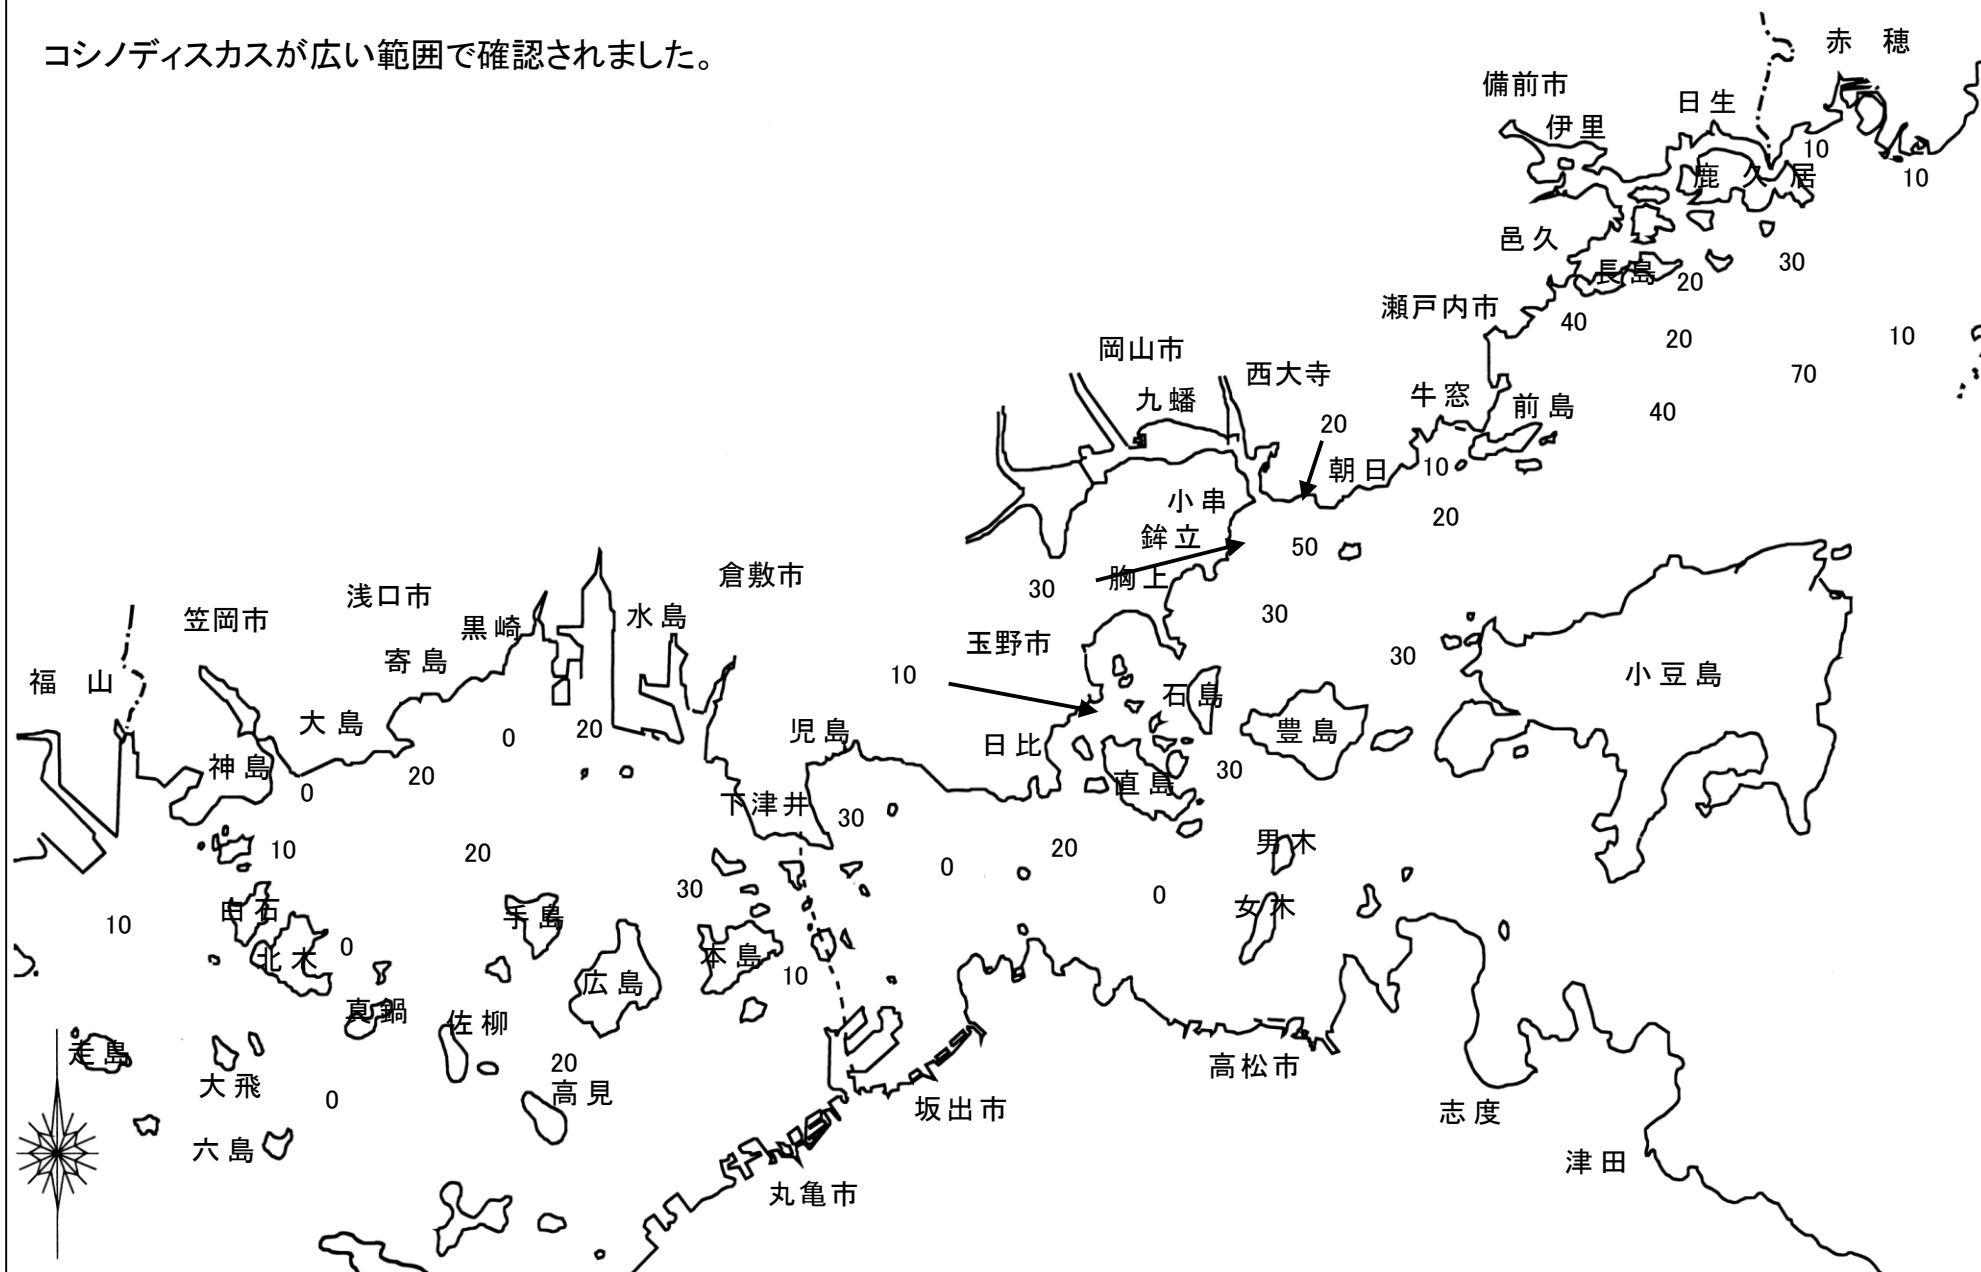 コシノディスカスが広い範囲で確認されました。
赤　穂
備前市
日生
伊里
10
鹿久居
10
邑久
30
長島
20
瀬戸内市
40
20
10
岡山市
西大寺
70
牛窓
前島
九蟠
40
20
朝日
10
小串
20
鉾立
50
胸上
30
倉敷市
浅口市
笠岡市
水島
黒崎
30
玉野市
寄島
30
福　山
10
石島
小豆島
大島
20
児島
豊島
0
日比
神島
20
30
直島
0
下津井
30
男木
10
20
20
0
30
0
白石
手島
女木
10
0
北木
本島
10
広島
真鍋
佐柳
走島
20
高松市
大飛
高見
0
坂出市
志度
六島
津田
丸亀市